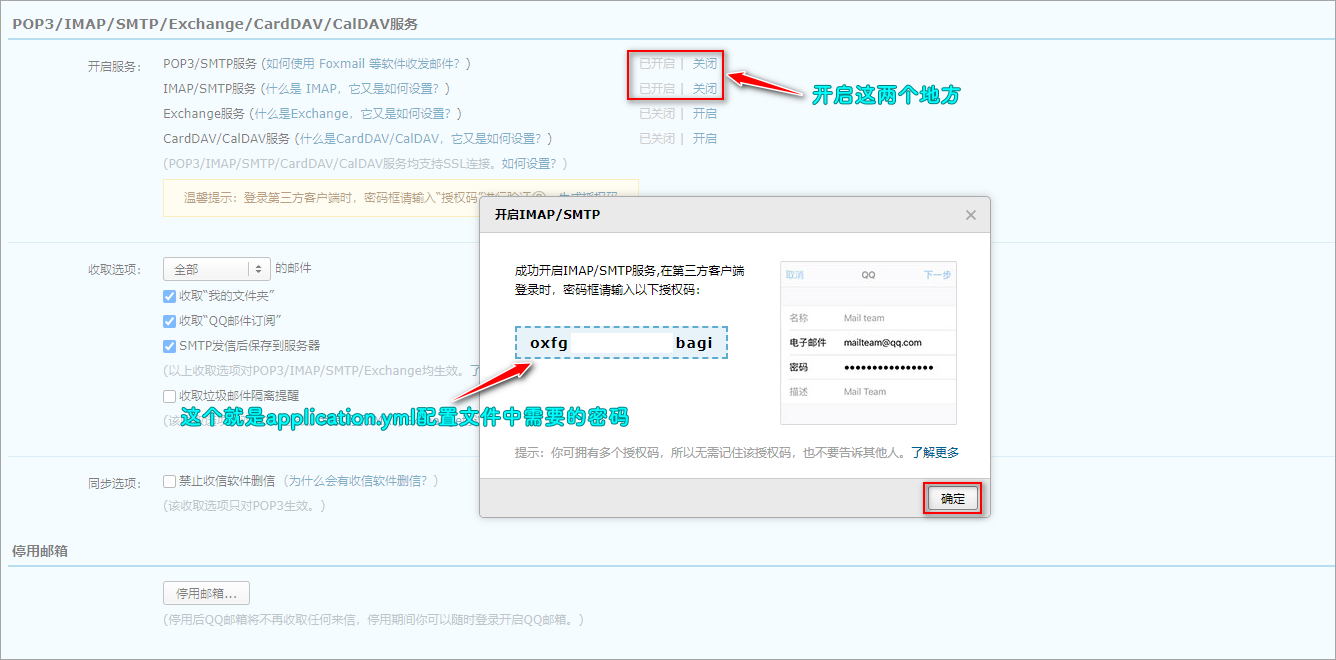 POP3/IMAP/SMTP/Exchange/CardDAV/CalDAV服务
开启服务：
POP3/SMTP服务 (如何使用 Foxmail 等软件收发邮件？) 已开启 | 关闭
IMAP/SMTP服务 (什么是 IMAP，它又是如何设置？) 已开启 | 关闭
开启这两个地方
Exchange服务 (什么是Exchange，它又是如何设置？) 已关闭 | 开启
CardDAV/CalDAV服务 (什么是CardDAV/CalDAV，它又是如何设置？) 已关闭 | 开启
(POP3/IMAP/SMTP/CardDAV/CalDAV服务均支持SSL连接。如何设置？)
温馨提示：登录第三方客户端时，密码框请输入“授权码”进行验证 生成授权码
收取选项：
全部 的邮件
收取“我的文件夹”
收取“QQ邮件订阅”
SMTP发信后保存到服务器
(以上收取选项对POP3/IMAP/SMTP/Exchange均生效。了
收取垃圾邮件隔离提醒
(该
这个就是application.yml配置文件中需要的密码
同步选项：
禁止收信软件删信 (为什么会有收信软件删信？)
(该收取选项只对POP3生效。)
停用邮箱
停用邮箱...
(停用后QQ邮箱将不再收取任何来信，停用期间你可以随时登录开启QQ邮箱。)
开启IMAP/SMTP
成功开启IMAP/SMTP服务,在第三方客户端
登录时，密码框请输入以下授权码：
oxfg bagi
取消 QQ 下一步
名称 Mail team
电子邮件 mailteam@qq.com
密码 ●●●●●●●●●●●●●●●
描述 Mail Team
提示：你可拥有多个授权码，所以无需记住该授权码，也不要告诉其他人。了解更多
确定